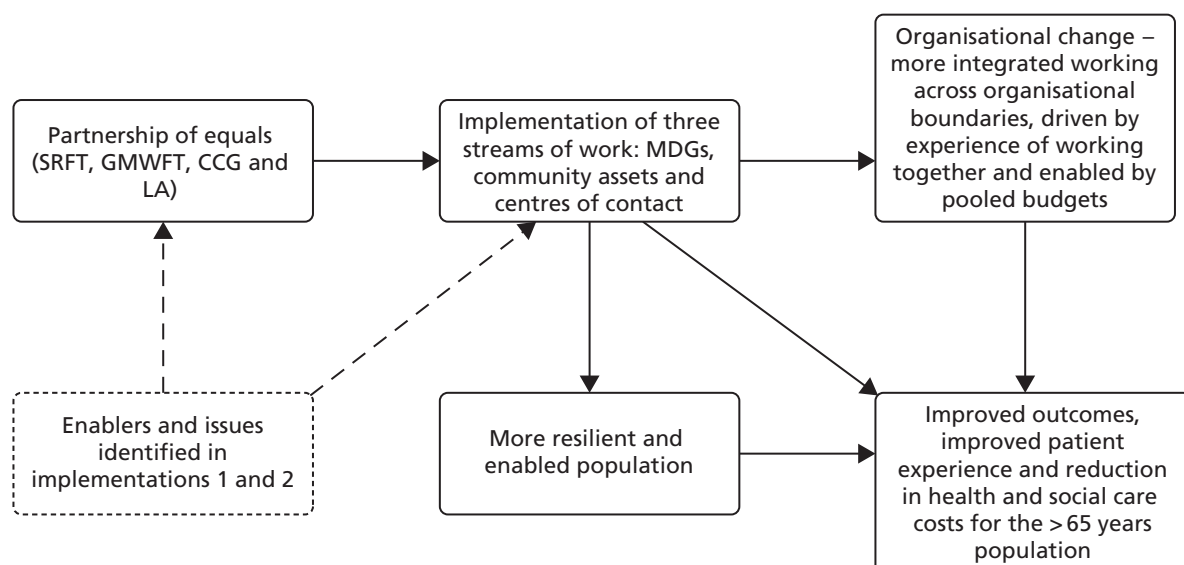 Partnership of equals
(SRFT, GMWFT, CCG and
LA)
Implementation of three
streams of work: MDGs,
community assets and
centres of contact
Organisational change –
more integrated working
across organisational
boundaries, driven by
experience of working
together and enabled by
pooled budgets
Enablers and issues
identified in
implementations 1 and 2
More resilient and
enabled population
Improved outcomes,
improved patient
experience and reduction
in health and social care
costs for the > 65 years
population